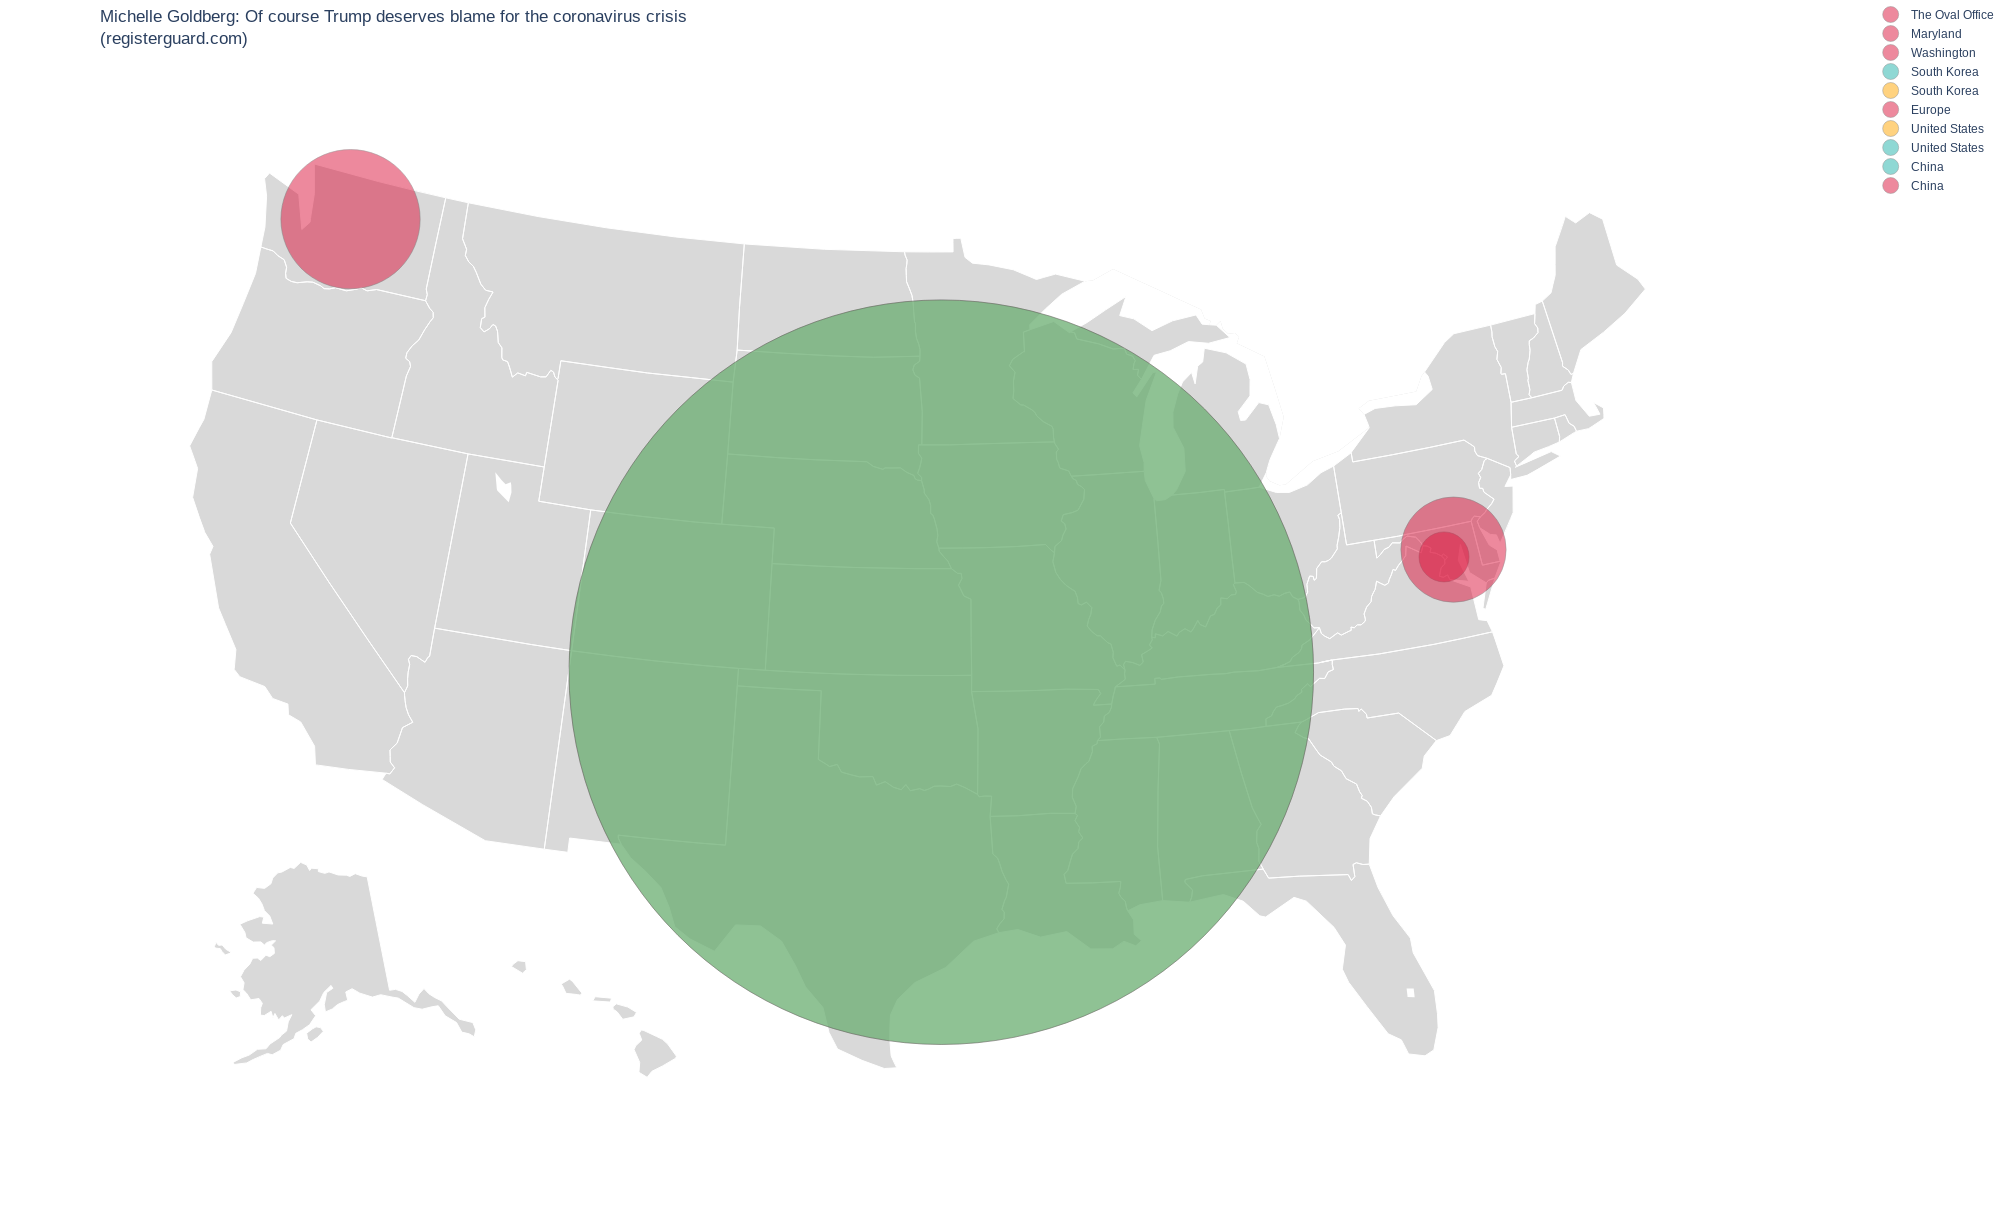 Michelle Goldberg: Of course Trump deserves blame for the coronavirus crisis
(registerguard.com)
The Oval Office
Maryland
Washington
South Korea
South Korea
Europe
United States
United States
China
China